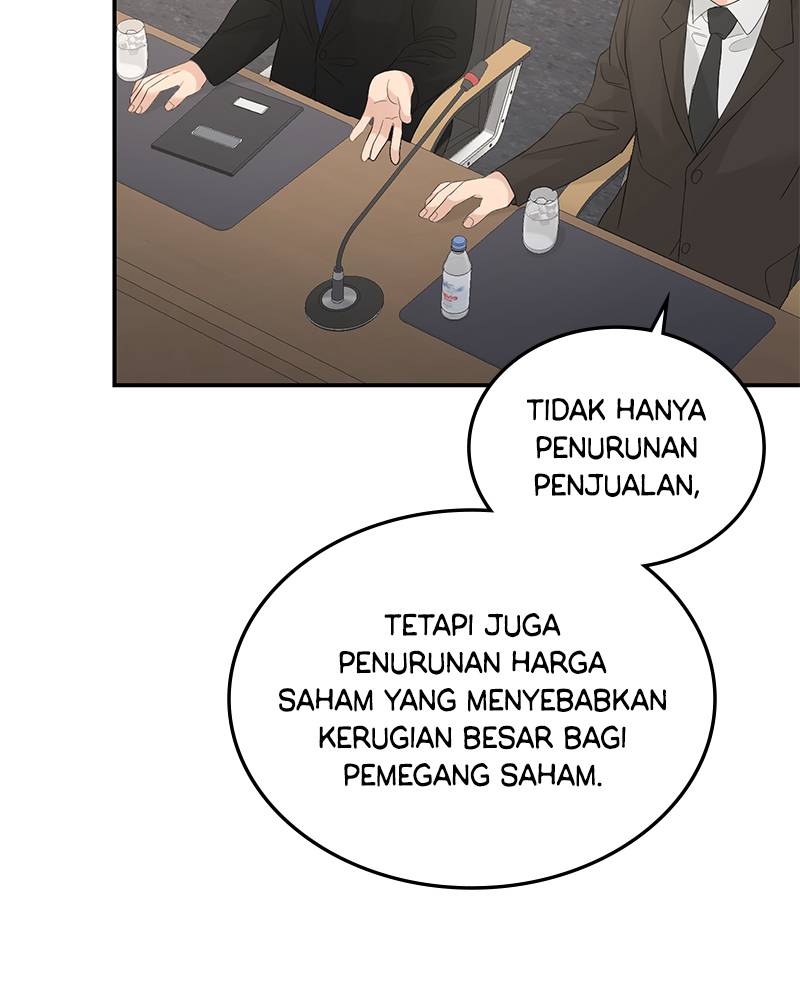 TIDAK HANYA
PENURUNAN
PENJUALAN,
TETAPI JUGA
PENURUNAN HARGA
SAHAM YANG MENYEBABKAN
KERUGIAN BESAR BAGI
PEMEGANG SAHAM.